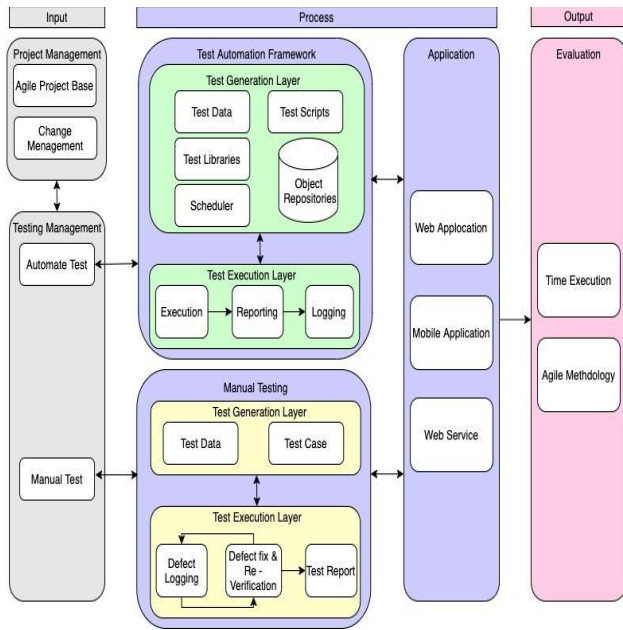 Input
Process
Output
Project Management
Agile Project Base
Change
Menagement
Testing Management
Automate Test
Manual Test
Test Automation Framework
Test Generation Layer
Test Data
Test Scripts
Test Libraries
Scheduler
Object
Repositories
Test Execution Layer
Execution
Reporting
Logging
Manual Testing
Test Generation Layer
Test Data
Test Case
Test Execution Layer
Defect
Logging
Defect fix &
Re -
Verification
Test Report
Application
Web Applocation
Mobile Application
Web Service
Evaluation
Time Execution
Agile Methdology